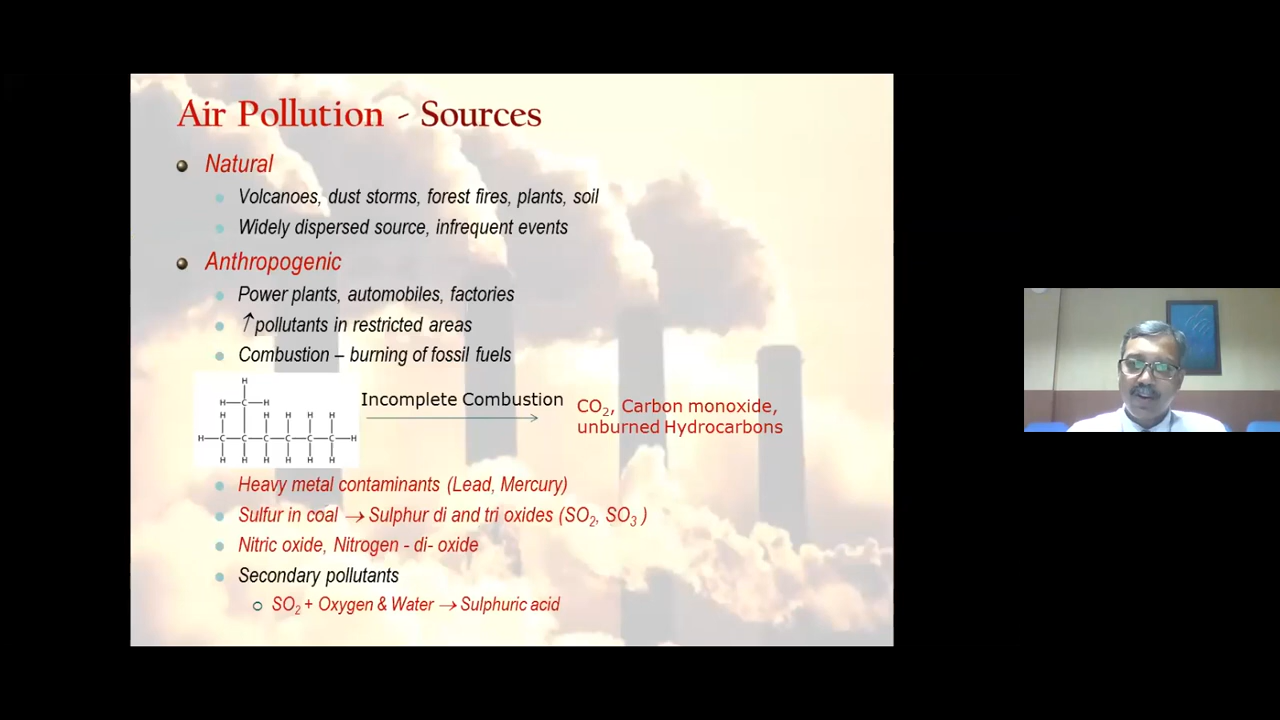 Air Pollution - Sources
Natural
Volcanoes, dust storms, forest fires, plants, soil
Widely dispersed source, infrequent events
Anthropogenic
Power plants, automobiles, factories
↑ pollutants in restricted areas
Combustion – burning of fossil fuels
H
H—C—H
H H H H H
H—C—C—C—C—C—C—H
H H H H H H
Incomplete Combustion
CO₂, Carbon monoxide,
unburned Hydrocarbons
Heavy metal contaminants (Lead, Mercury)
Sulfur in coal → Sulphur di and tri oxides (SO₂, SO₃ )
Nitric oxide, Nitrogen - di- oxide
Secondary pollutants
SO₂ + Oxygen & Water → Sulphuric acid